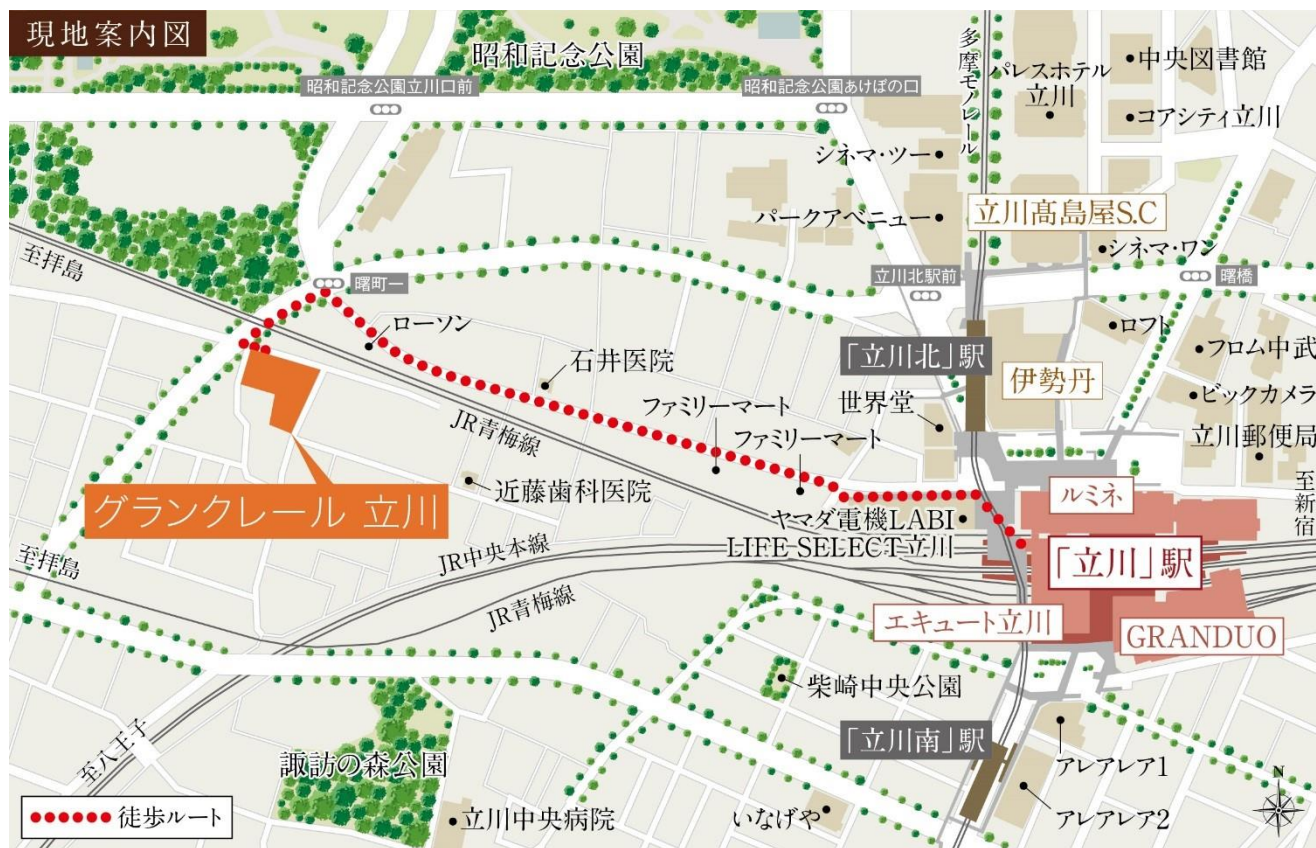 現地案内図
昭和記念公園
昭和記念公園立川口前
昭和記念公園あけぼの口
多摩モノレール
パレスホテル
立川
中央図書館
コアシティ立川
シネマ・ツー
パークアベニュー
立川髙島屋S.C
シネマ・ワン
至拝島
曙町一
立川北駅前
曙橋
ローソン
石井医院
「立川北」駅
ロフト
伊勢丹
フロム中武
ビックカメラ
立川郵便局
世界堂
ファミリーマート
ファミリーマート
JR青梅線
近藤歯科医院
グランクレール 立川
ヤマダ電機LABI
LIFE SELECT立川
ルミネ
至新宿
「立川」駅
至拝島
JR中央本線
JR青梅線
エキュート立川
GRANDUO
柴崎中央公園
「立川南」駅
至八王子
諏訪の森公園
アレアレア1
アレアレア2
徒歩ルート
立川中央病院
いなげや
N